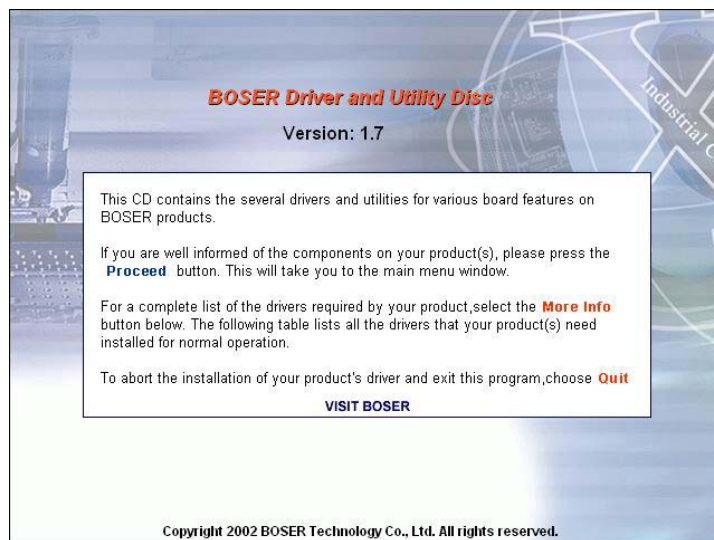 BOSER Driver and Utility Disc
Version: 1.7
Industrial C
This CD contains the several drivers and utilities for various board features on
BOSER products.
If you are well informed of the components on your product(s), please press the
Proceed button. This will take you to the main menu window.
For a complete list of the drivers required by your product,select the More Info
button below. The following table lists all the drivers that your product(s) need
installed for normal operation.
To abort the installation of your product's driver and exit this program,choose Quit
VISIT BOSER
Copyright 2002 BOSER Technology Co., Ltd. All rights reserved.